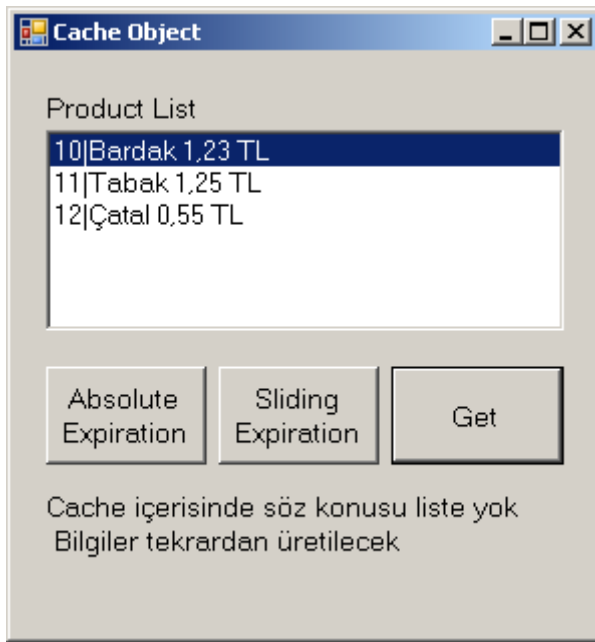 Cache Object
Product List
10|Bardak 1,23 TL
11|Tabak 1,25 TL
12|Çatal 0,55 TL
Absolute
Expiration
Sliding
Expiration
Get
Cache içerisinde söz konusu liste yok
Bilgiler tekrardan üretilecek